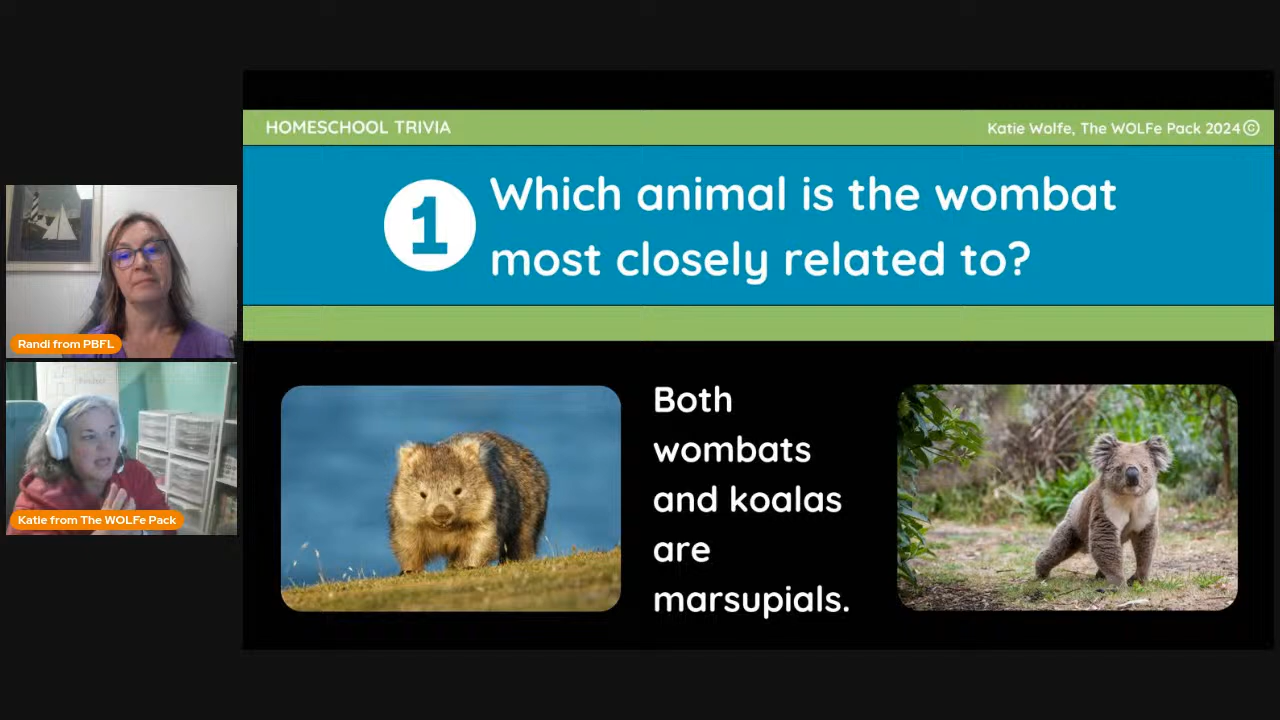 HOMESCHOOL TRIVIA
Katie Wolfe, The WOLFe Pack 2024 ©
1
Which animal is the wombat
most closely related to?
Randi from PBFL
Katie from The WOLFe Pack
Both
wombats
and koalas
are
marsupials.